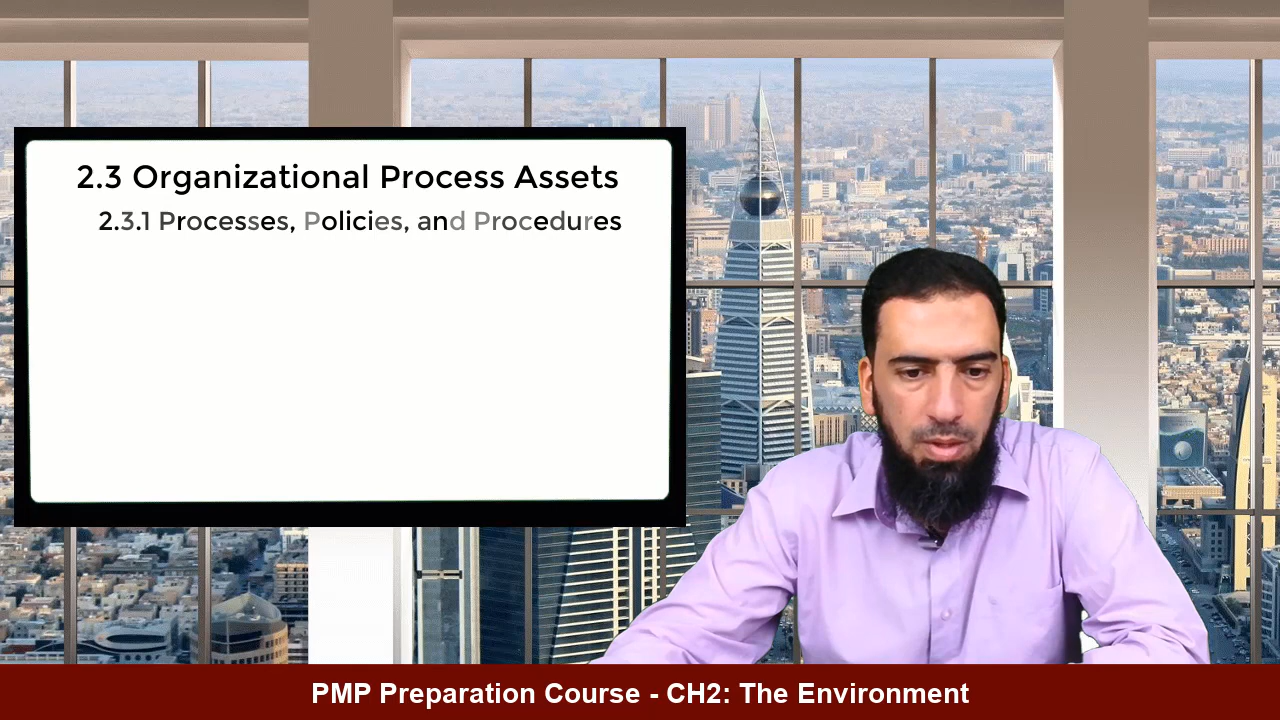 2.3 Organizational Process Assets
2.3.1 Processes, Policies, and Procedures
PMP Preparation Course - CH2: The Environment